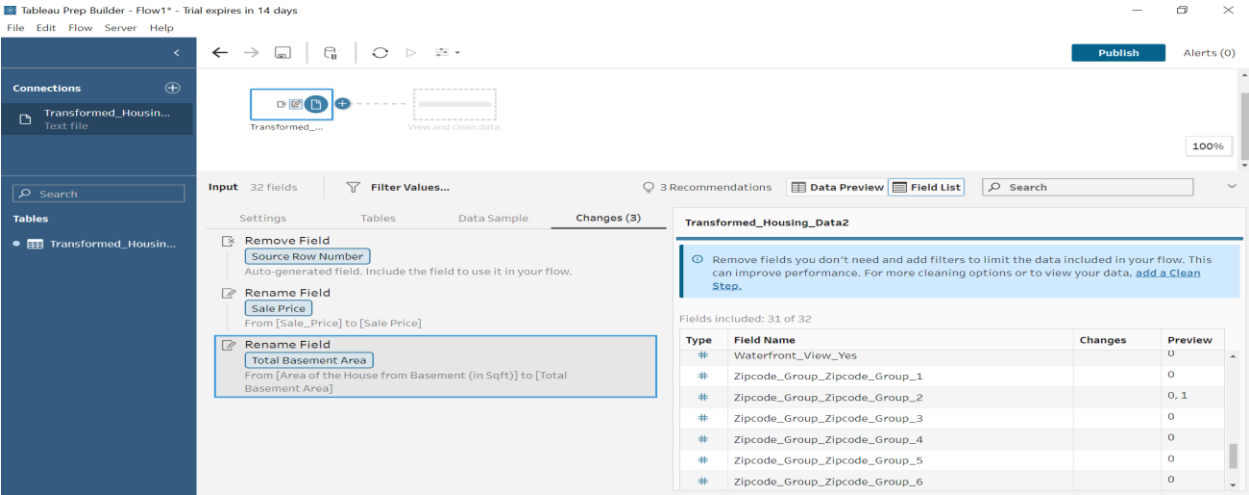 Tableau Prep Builder - Flow1* - Trial expires in 14 days
File Edit Flow Server Help
Publish
Alerts (0)
Connections
Transformed_Housin...
Text file
Transformed_...
View and clean data
100%
Search
Tables
Transformed_Housin...
Input 32 fields
Filter Values...
3 Recommendations
Data Preview
Field List
Search
Settings
Tables
Data Sample
Changes (3)
Remove Field
Source Row Number
Auto-generated field. Include the field to use it in your flow.
Rename Field
Sale Price
From [Sale_Price] to [Sale Price]
Rename Field
Total Basement Area
From [Area of the House from Basement (in Sqft)] to [Total
Basement Area]
Transformed_Housing_Data2
Remove fields you don't need and add filters to limit the data included in your flow. This
can improve performance. For more cleaning options or to view your data, add a Clean
Step.
Fields included: 31 of 32
Type Field Name Changes Preview
# Waterfront_View_Yes 0
# Zipcode_Group_Zipcode_Group_1 0
# Zipcode_Group_Zipcode_Group_2 0, 1
# Zipcode_Group_Zipcode_Group_3 0
# Zipcode_Group_Zipcode_Group_4 0
# Zipcode_Group_Zipcode_Group_5 0
# Zipcode_Group_Zipcode_Group_6 0